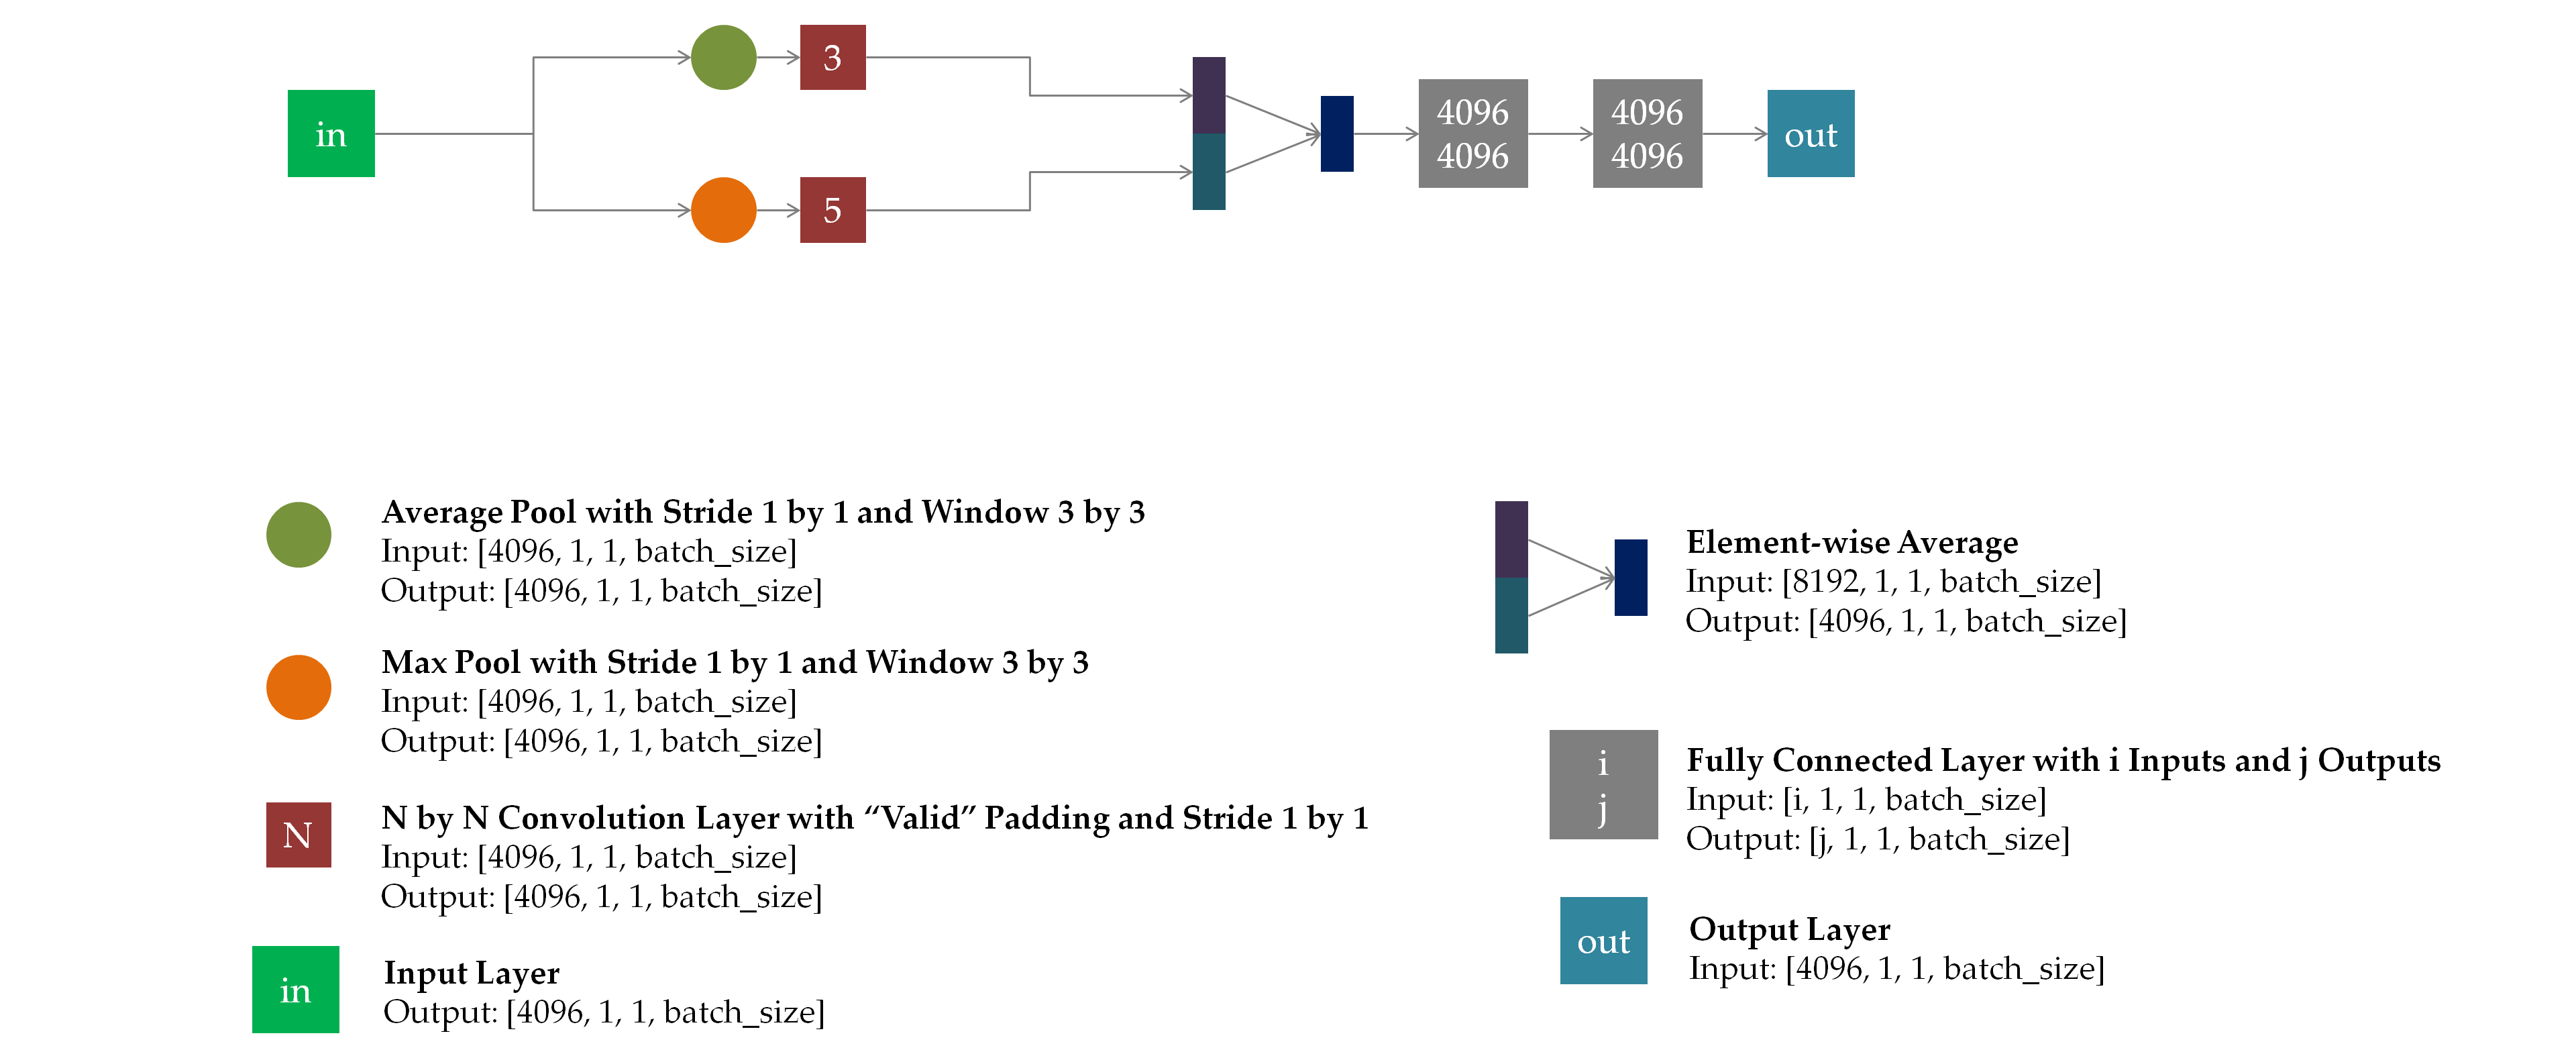 in
3
5
4096
4096
4096
4096
out
Average Pool with Stride 1 by 1 and Window 3 by 3
Input: [4096, 1, 1, batch_size]
Output: [4096, 1, 1, batch_size]
Max Pool with Stride 1 by 1 and Window 3 by 3
Input: [4096, 1, 1, batch_size]
Output: [4096, 1, 1, batch_size]
N
N by N Convolution Layer with “Valid” Padding and Stride 1 by 1
Input: [4096, 1, 1, batch_size]
Output: [4096, 1, 1, batch_size]
in
Input Layer
Output: [4096, 1, 1, batch_size]
Element-wise Average
Input: [8192, 1, 1, batch_size]
Output: [4096, 1, 1, batch_size]
i
j
Fully Connected Layer with i Inputs and j Outputs
Input: [i, 1, 1, batch_size]
Output: [j, 1, 1, batch_size]
out
Output Layer
Input: [4096, 1, 1, batch_size]